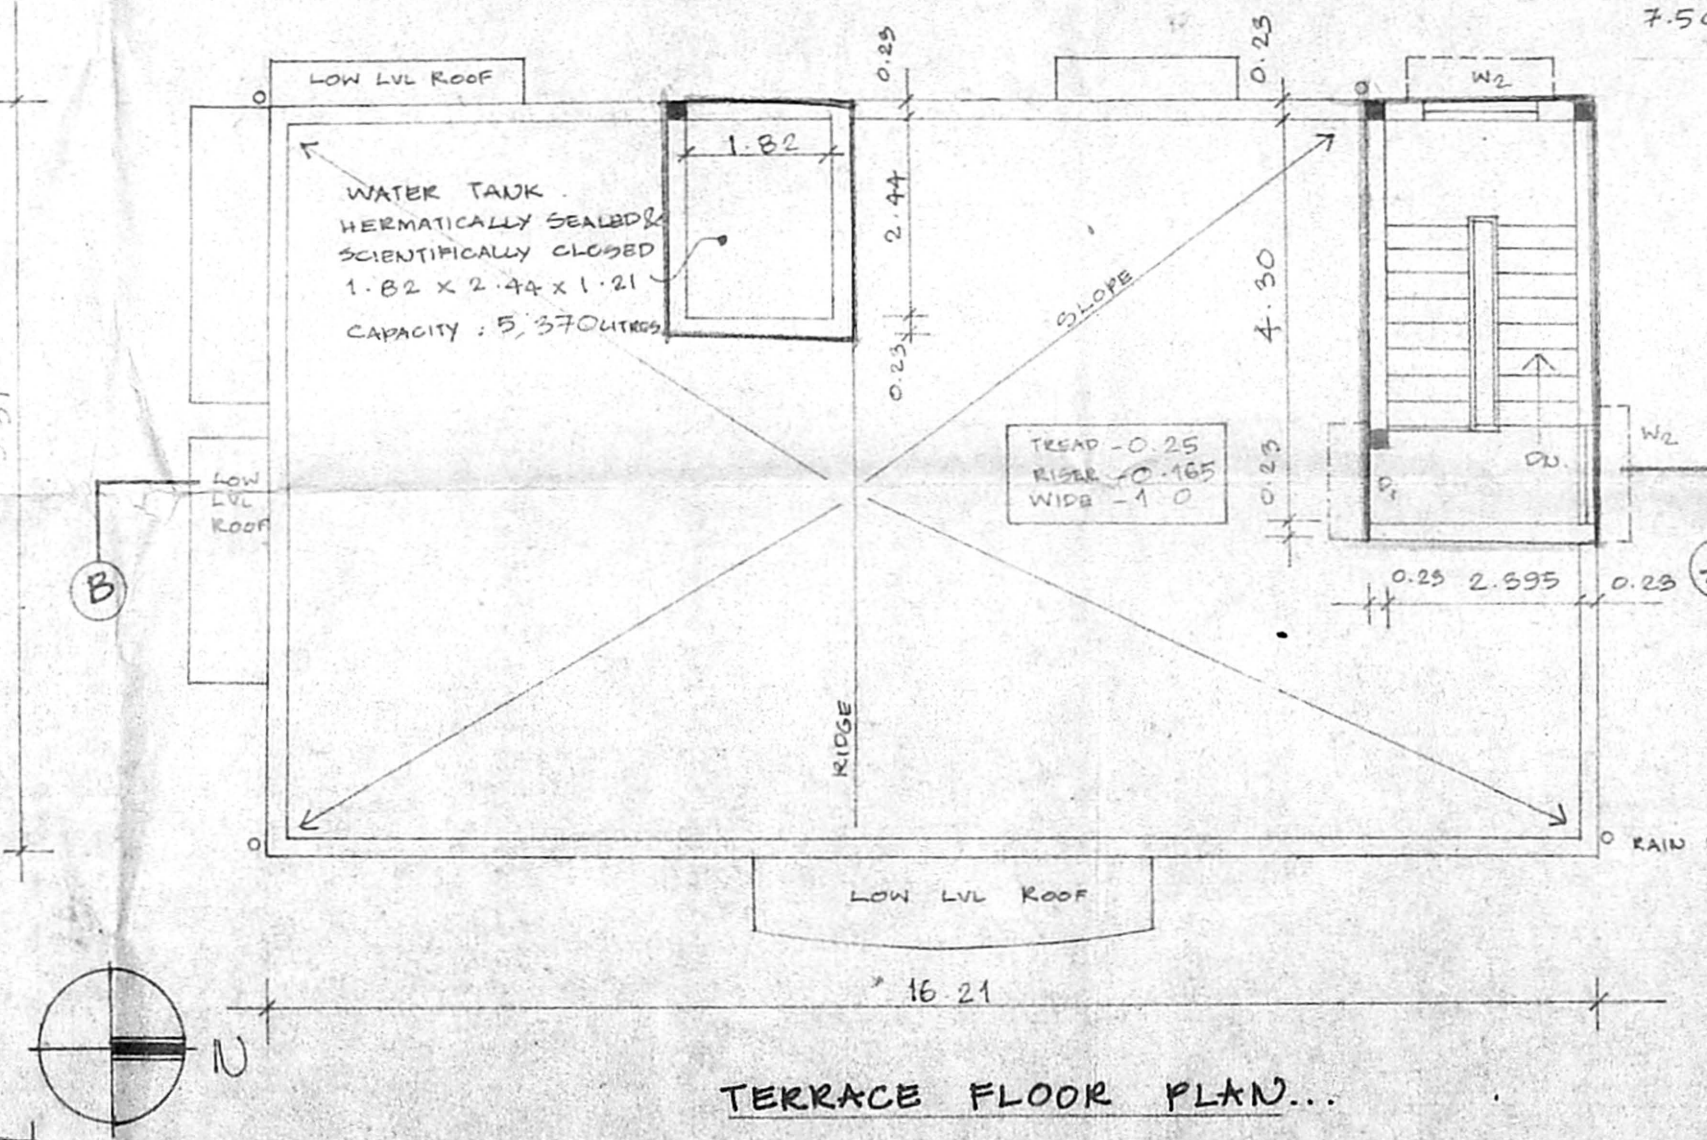 7.5
0.23
0.23
LOW LVL ROOF
W2
1.82
WATER TANK
HERMATICALLY SEALED &
SCIENTIFICALLY CLOSED
1.82 x 2.44 x 1.21
CAPACITY : 5,370 LITRES
2.44
0.23
SLOPE
4.30
0.23
TREAD - 0.25
RISER - 0.165
WIDE - 1 0
W2
DN.
LOW
LVL
ROOF
B
0.23 2.395 0.23
RIDGE
RAIN
LOW LVL ROOF
16.21
N
TERRACE FLOOR PLAN...